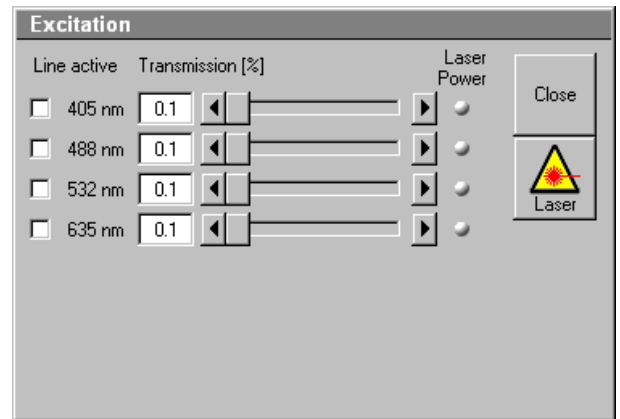 Excitation
Line active Transmission [%] Laser Power
405 nm 0.1
488 nm 0.1
532 nm 0.1
635 nm 0.1
Close
Laser